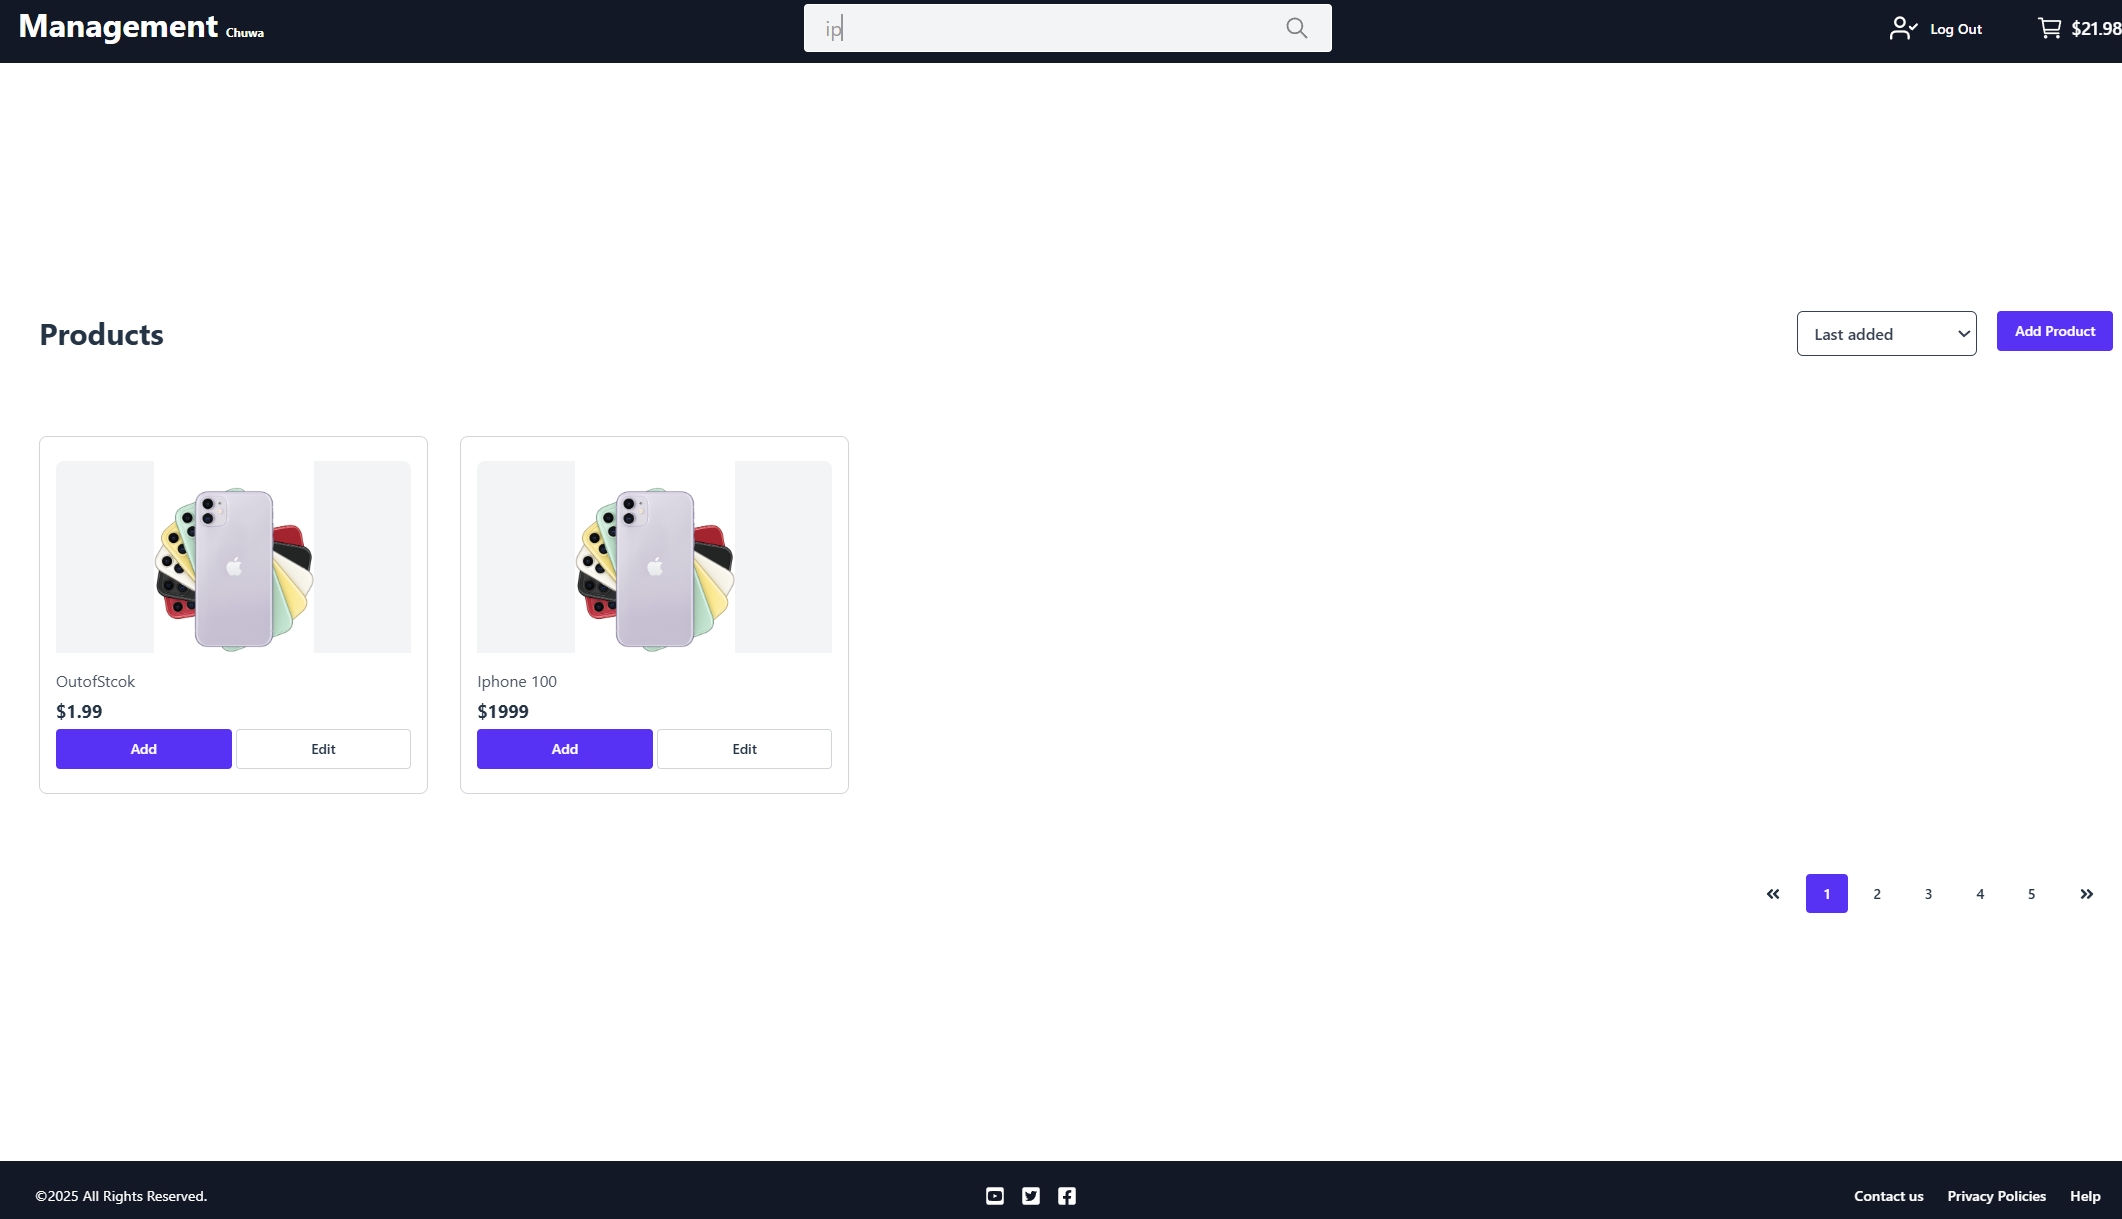 Management Chuwa
ip
Log Out
$21.98
Products
Last added
Add Product
OutofStcok
$1.99
Add
Edit
Iphone 100
$1999
Add
Edit
« 1 2 3 4 5 »
©2025 All Rights Reserved.
Contact us
Privacy Policies
Help